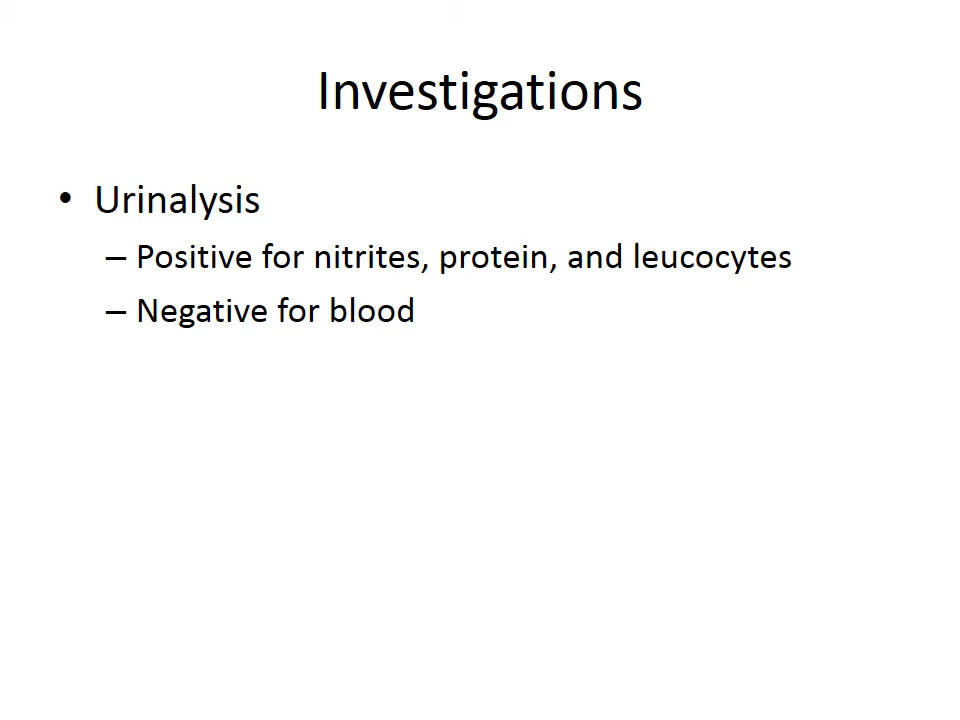 Investigations
• Urinalysis
– Positive for nitrites, protein, and leucocytes
– Negative for blood